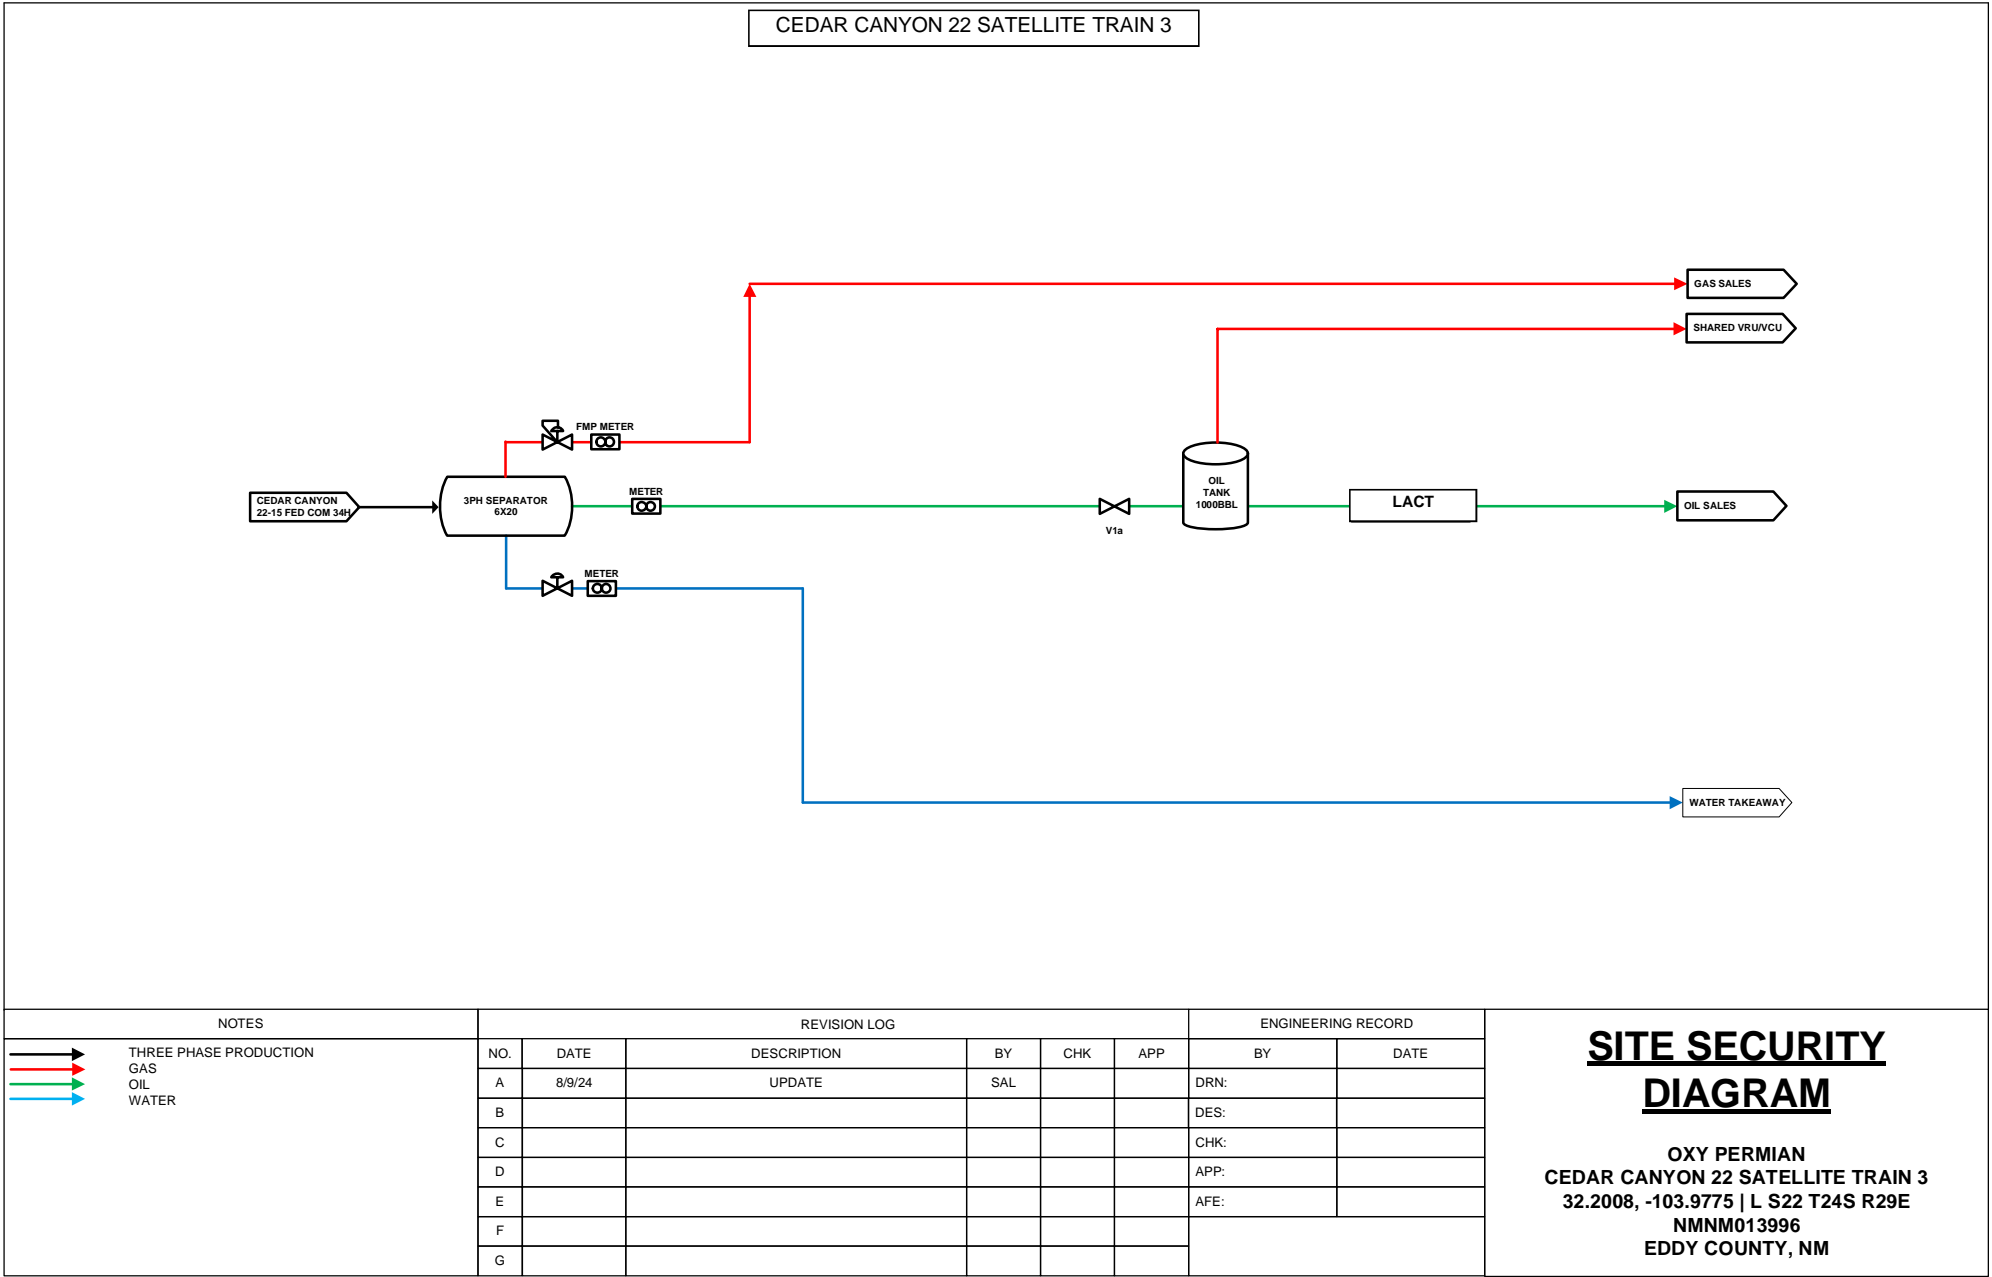 CEDAR CANYON 22 SATELLITE TRAIN 3
GAS SALES
SHARED VRU/VCU
FMP METER
CEDAR CANYON
22-15 FED COM 34H
3PH SEPARATOR
6X20
METER
V1a
OIL
TANK
1000BBL
LACT
OIL SALES
METER
WATER TAKEAWAY
NOTES
THREE PHASE PRODUCTION
GAS
OIL
WATER
REVISION LOG
NO. DATE DESCRIPTION BY CHK APP
A 8/9/24 UPDATE SAL
B
C
D
E
F
G
ENGINEERING RECORD
BY DATE
DRN:
DES:
CHK:
APP:
AFE:
SITE SECURITY
DIAGRAM
OXY PERMIAN
CEDAR CANYON 22 SATELLITE TRAIN 3
32.2008, -103.9775 | L S22 T24S R29E
NMNM013996
EDDY COUNTY, NM